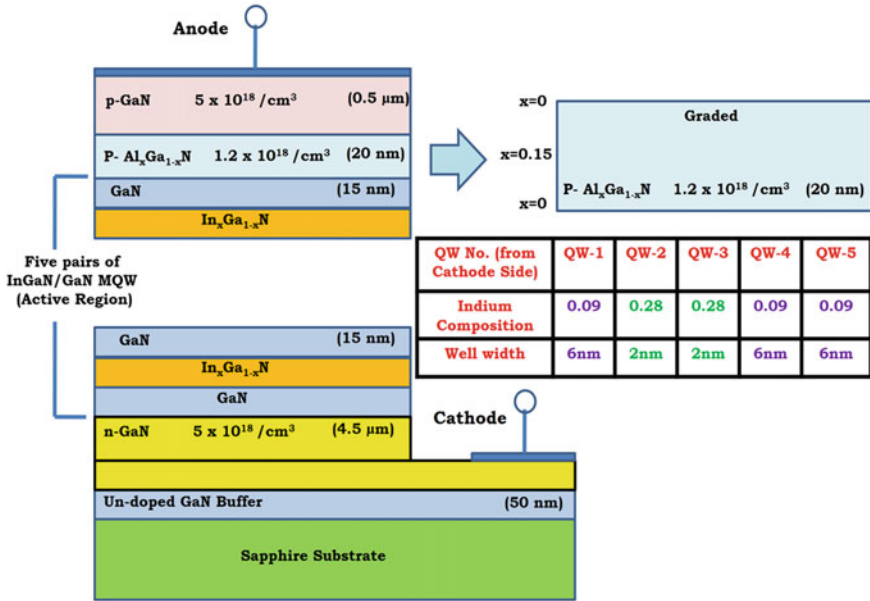 Anode
p-GaN 5 x 10¹⁸ /cm³ (0.5 μm)
P- AlₓGa₁₋ₓN 1.2 x 10¹⁸ /cm³ (20 nm)
GaN (15 nm)
InₓGa₁₋ₓN
Five pairs of
InGaN/GaN MQW
(Active Region)
GaN (15 nm)
InₓGa₁₋ₓN
GaN
n-GaN 5 x 10¹⁸ /cm³ (4.5 μm)
Un-doped GaN Buffer (50 nm)
Sapphire Substrate
Cathode
x=0
Graded
x=0.15
P- AlₓGa₁₋ₓN 1.2 x 10¹⁸ /cm³ (20 nm)
x=0
QW No. (from Cathode Side) QW-1 QW-2 QW-3 QW-4 QW-5
Indium Composition 0.09 0.28 0.28 0.09 0.09
Well width 6nm 2nm 2nm 6nm 6nm